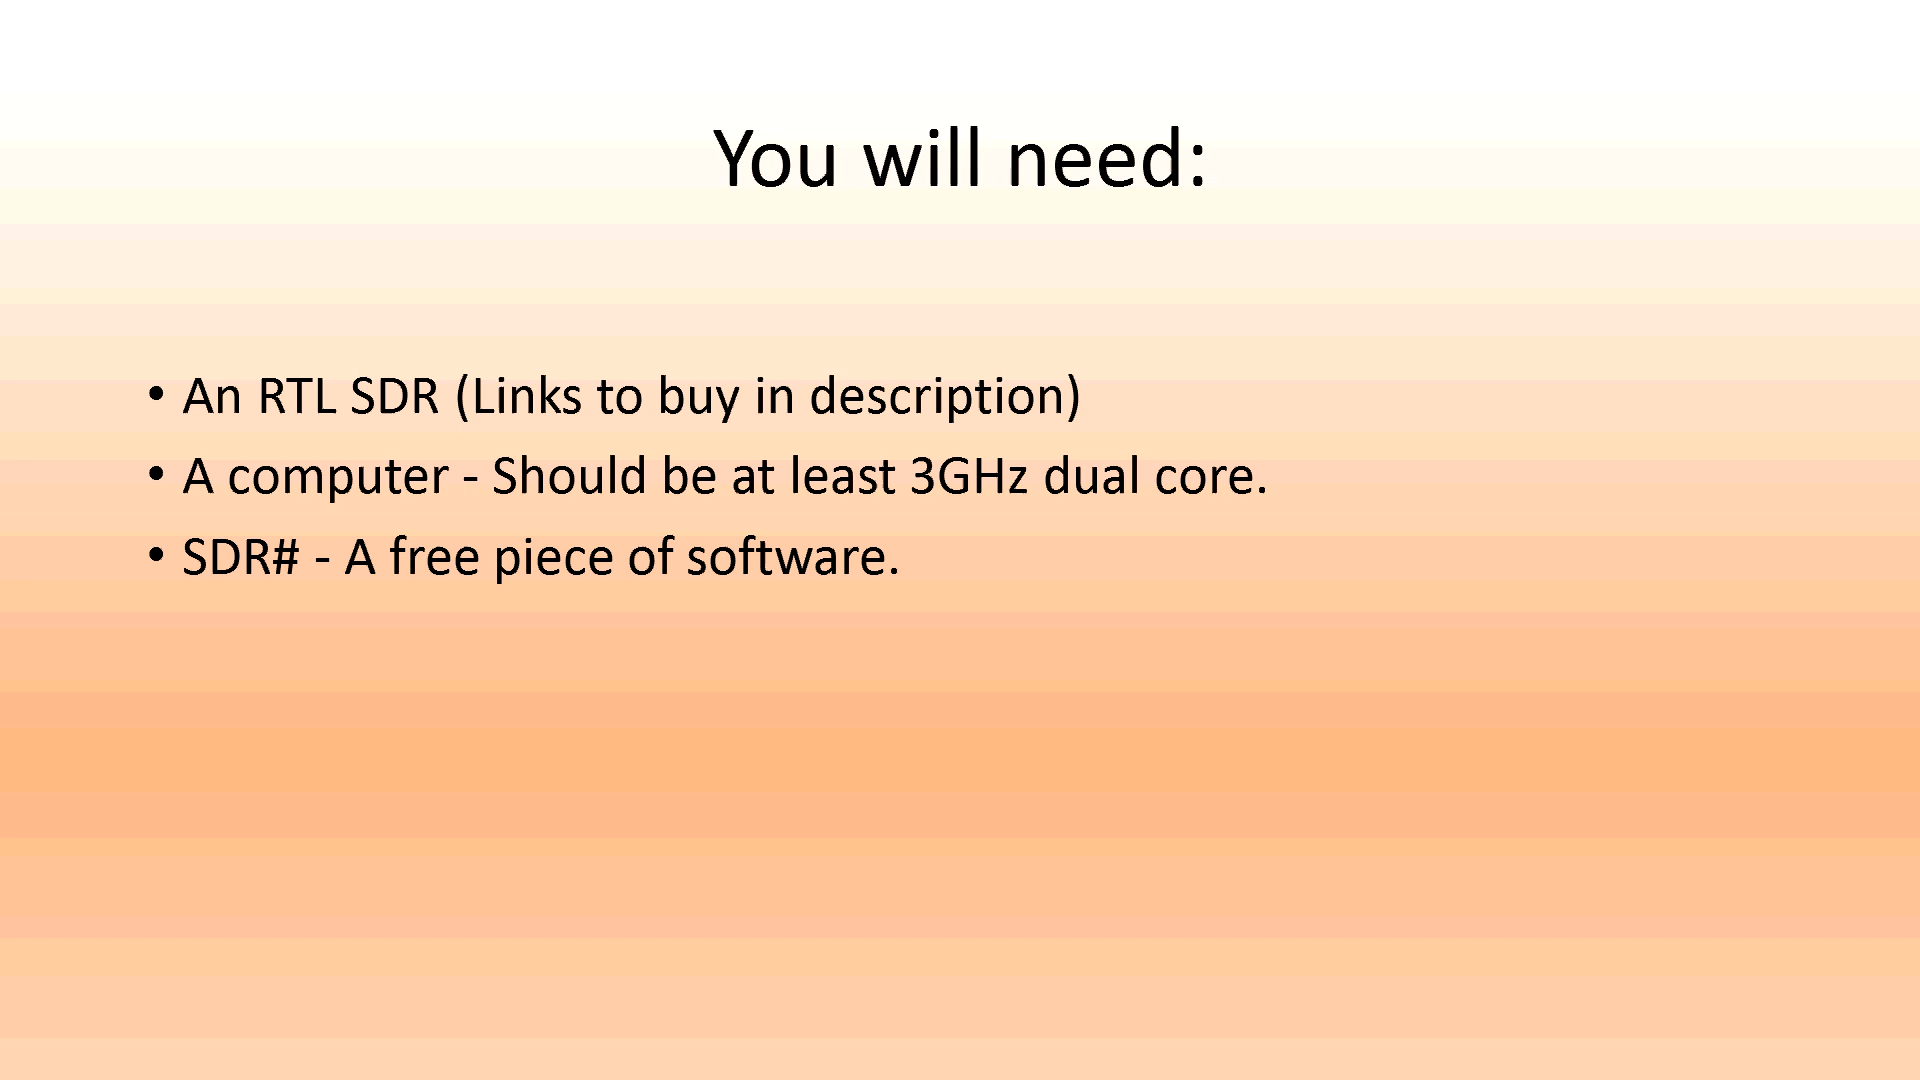 You will need:
• An RTL SDR (Links to buy in description)
• A computer - Should be at least 3GHz dual core.
• SDR# - A free piece of software.